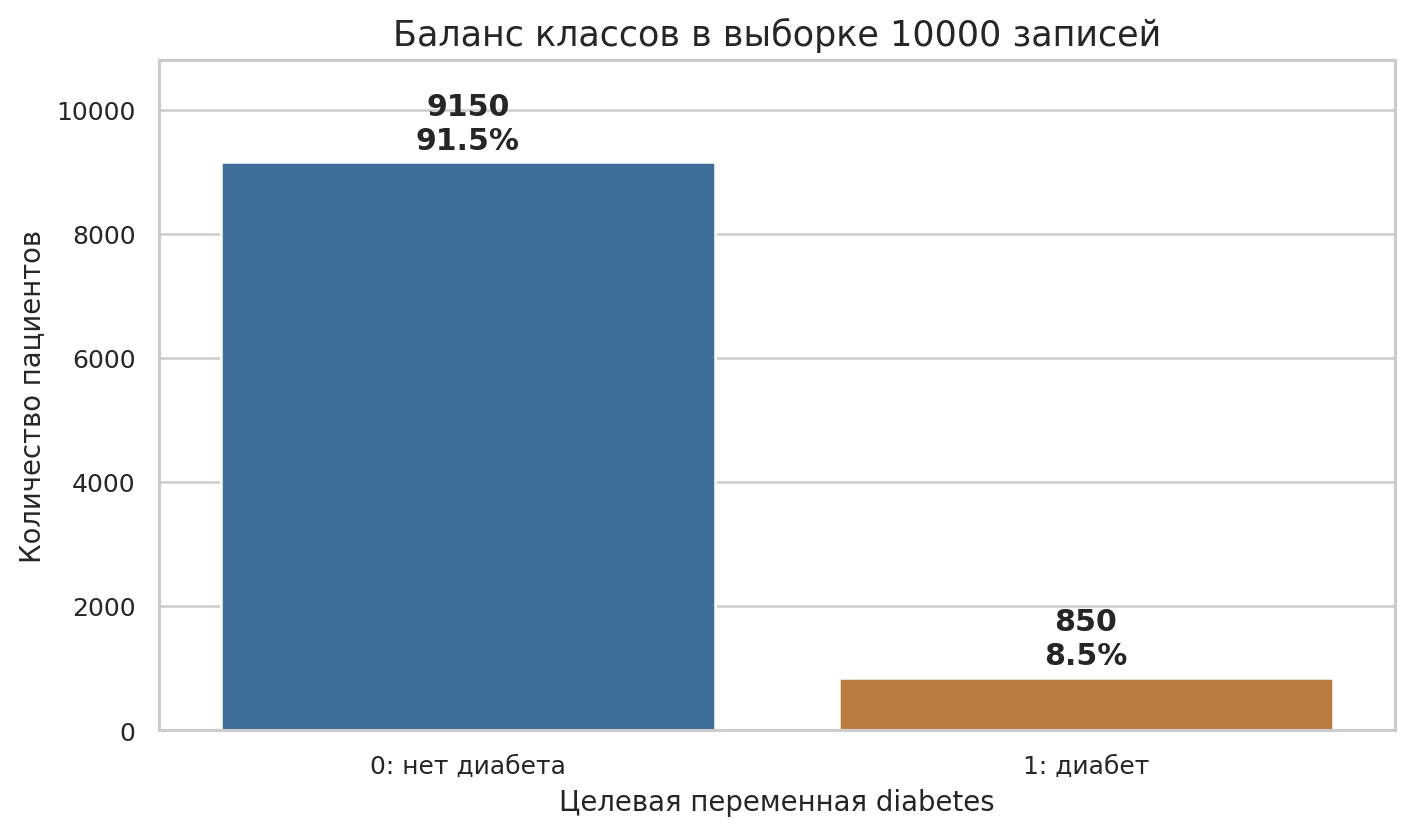 Баланс классов в выборке 10000 записей
Количество пациентов
10000
8000
6000
4000
2000
0
9150
91.5%
850
8.5%
0: нет диабета
1: диабет
Целевая переменная diabetes